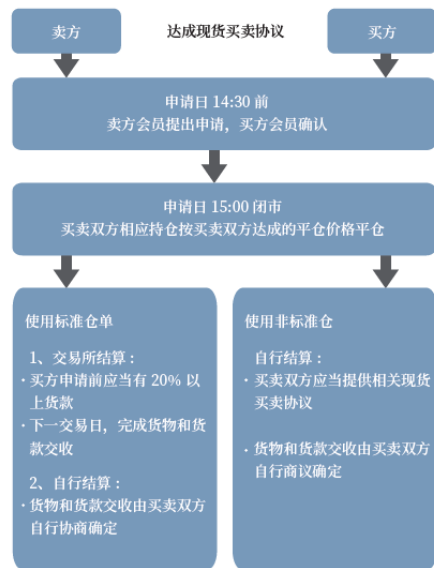 卖方
达成现货买卖协议
买方
申请日 14:30 前
卖方会员提出申请，买方会员确认
申请日 15:00 闭市
买卖双方相应持仓按买卖双方达成的平仓价格平仓
使用标准仓单
1、交易所结算：
·买方申请前应当有 20% 以
上货款
·下一交易日，完成货物和货
款交收
2、自行结算：
·货物和货款交收由买卖双方
自行协商确定
使用非标准仓
自行结算：
·买卖双方应当提供相关现货
买卖协议
·货物和货款交收由买卖双方
自行商议确定